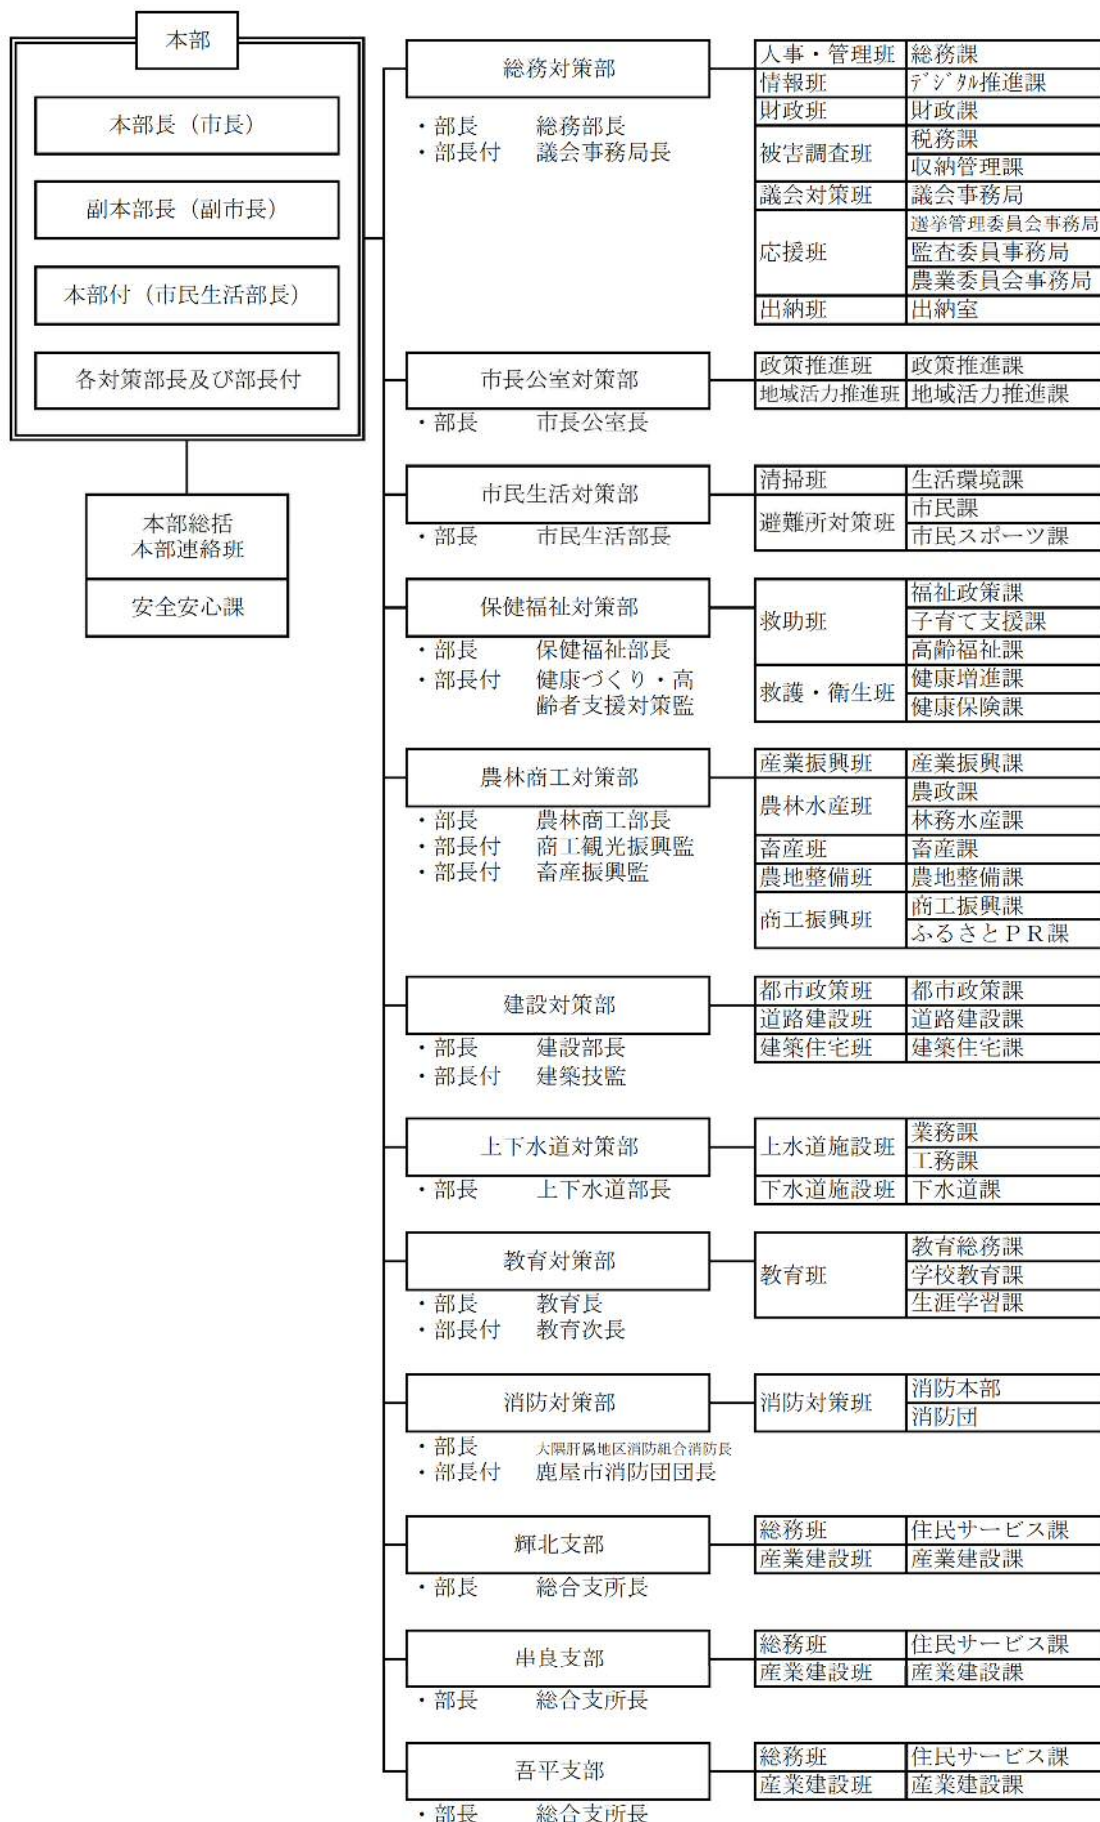 本部
本部長（市長）
副本部長（副市長）
本部付（市民生活部長）
各対策部長及び部長付
本部総括
本部連絡班
安全安心課
総務対策部
・部長　総務部長
・部長付　議会事務局長
人事・管理班　総務課
情報班　ﾃﾞｼﾞﾀﾙ推進課
財政班　財政課
被害調査班　税務課
収納管理課
議会対策班　議会事務局
応援班　選挙管理委員会事務局
監査委員事務局
農業委員会事務局
出納班　出納室
市長公室対策部
・部長　市長公室長
政策推進班　政策推進課
地域活力推進班　地域活力推進課
市民生活対策部
・部長　市民生活部長
清掃班　生活環境課
避難所対策班　市民課
市民スポーツ課
保健福祉対策部
・部長　保健福祉部長
・部長付　健康づくり・高
齢者支援対策監
救助班　福祉政策課
子育て支援課
高齢福祉課
救護・衛生班　健康増進課
健康保険課
農林商工対策部
・部長　農林商工部長
・部長付　商工観光振興監
・部長付　畜産振興監
産業振興班　産業振興課
農林水産班　農政課
林務水産課
畜産班　畜産課
農地整備班　農地整備課
商工振興班　商工振興課
ふるさとＰＲ課
建設対策部
・部長　建設部長
・部長付　建築技監
都市政策班　都市政策課
道路建設班　道路建設課
建築住宅班　建築住宅課
上下水道対策部
・部長　上下水道部長
上水道施設班　業務課
工務課
下水道施設班　下水道課
教育対策部
・部長　教育長
・部長付　教育次長
教育班　教育総務課
学校教育課
生涯学習課
消防対策部
・部長　大隅肝属地区消防組合消防長
・部長付　鹿屋市消防団団長
消防対策班　消防本部
消防団
輝北支部
・部長　総合支所長
総務班　住民サービス課
産業建設班　産業建設課
串良支部
・部長　総合支所長
総務班　住民サービス課
産業建設班　産業建設課
吾平支部
・部長　総合支所長
総務班　住民サービス課
産業建設班　産業建設課